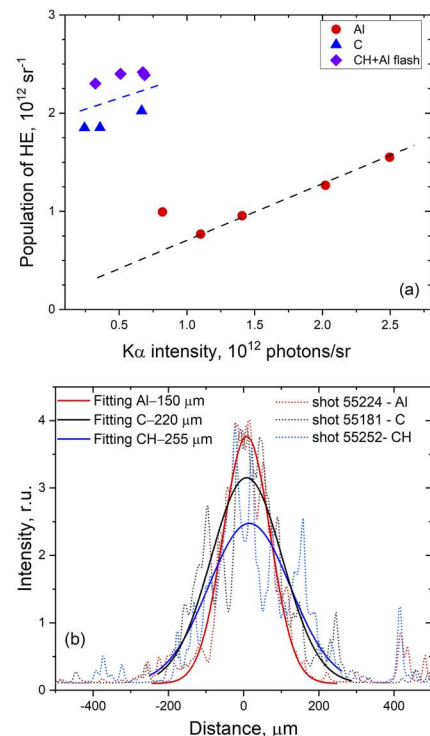 Al
C
CH+Al flash
Population of HE, 10¹² sr⁻¹
3
2
1
0
0.5 1.0 1.5 2.0 2.5
(a)
Kα intensity, 10¹² photons/sr
Fitting Al–150 μm
Fitting C–220 μm
Fitting CH–255 μm
shot 55224 - Al
shot 55181 - C
shot 55252- CH
Intensity, r.u.
4
3
2
1
0
(b)
-400 -200 0 200 400
Distance, μm